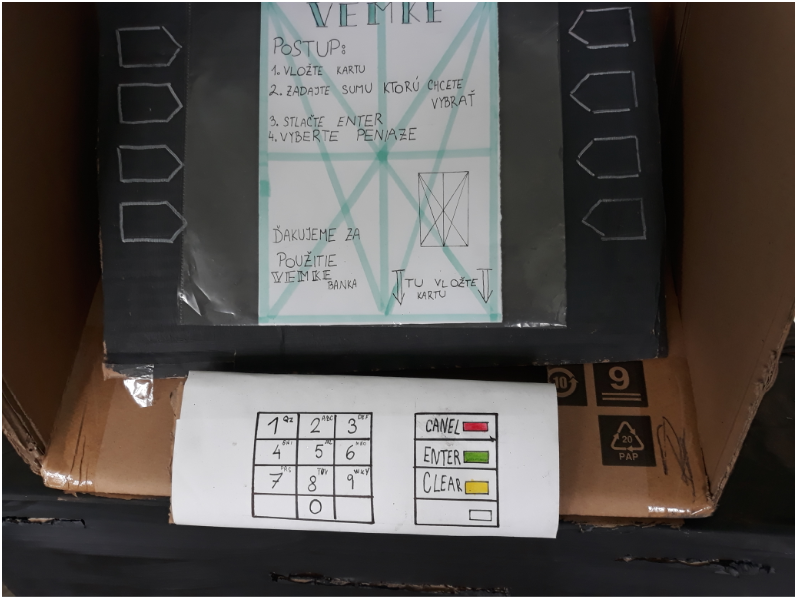 VEMKE
POSTUP:
1. VLOŽTE KARTU
2. ZADAJTE SUMU KTORÚ CHCETE
VYBRAŤ
3. STLAČTE ENTER
4. VYBERTE PENIAZE
ĎAKUJEME ZA
POUŽITIE
VEMKE BANKA
TU VLOŽTE
KARTU
1 QZ 2 ABC 3 DEF
4 GHI 5 JKL 6 MNO
7 PRS 8 TUV 9 WXY
0
CANEL
ENTER
CLEAR
10
9
20
PAP